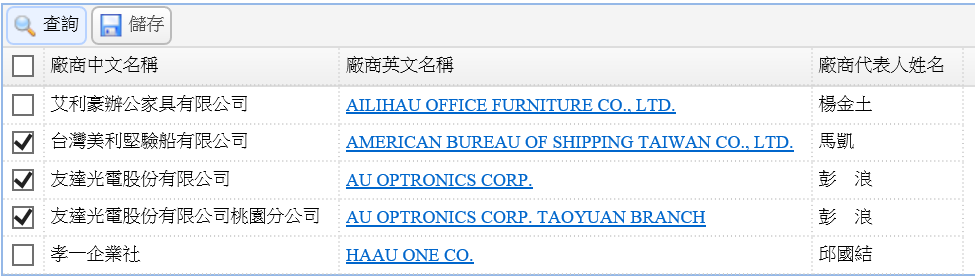 查詢 儲存
廠商中文名稱 廠商英文名稱 廠商代表人姓名
艾利豪辦公家具有限公司 AILIHAU OFFICE FURNITURE CO., LTD. 楊金土
台灣美利堅驗船有限公司 AMERICAN BUREAU OF SHIPPING TAIWAN CO., LTD. 馬凱
友達光電股份有限公司 AU OPTRONICS CORP. 彭　浪
友達光電股份有限公司桃園分公司 AU OPTRONICS CORP. TAOYUAN BRANCH 彭　浪
孝一企業社 HAAU ONE CO. 邱國結